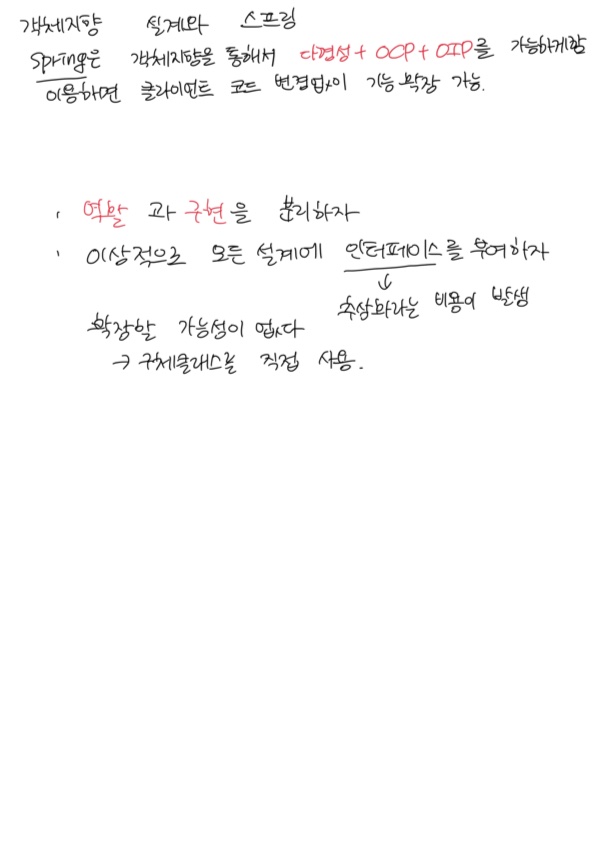 객체지향 설계와 스프링
Spring은 객체지향을 통해서 다형성 + OCP + DIP를 가능하게함
이용하면 클라이언트 코드 변경없이 기능 확장 가능.
· 역할 과 구현을 분리하자
· 이상적으로 모든 설계에 인터페이스를 부여하자
↓
추상화라는 비용이 발생
확장할 가능성이 없다
→ 구체클래스를 직접 사용.